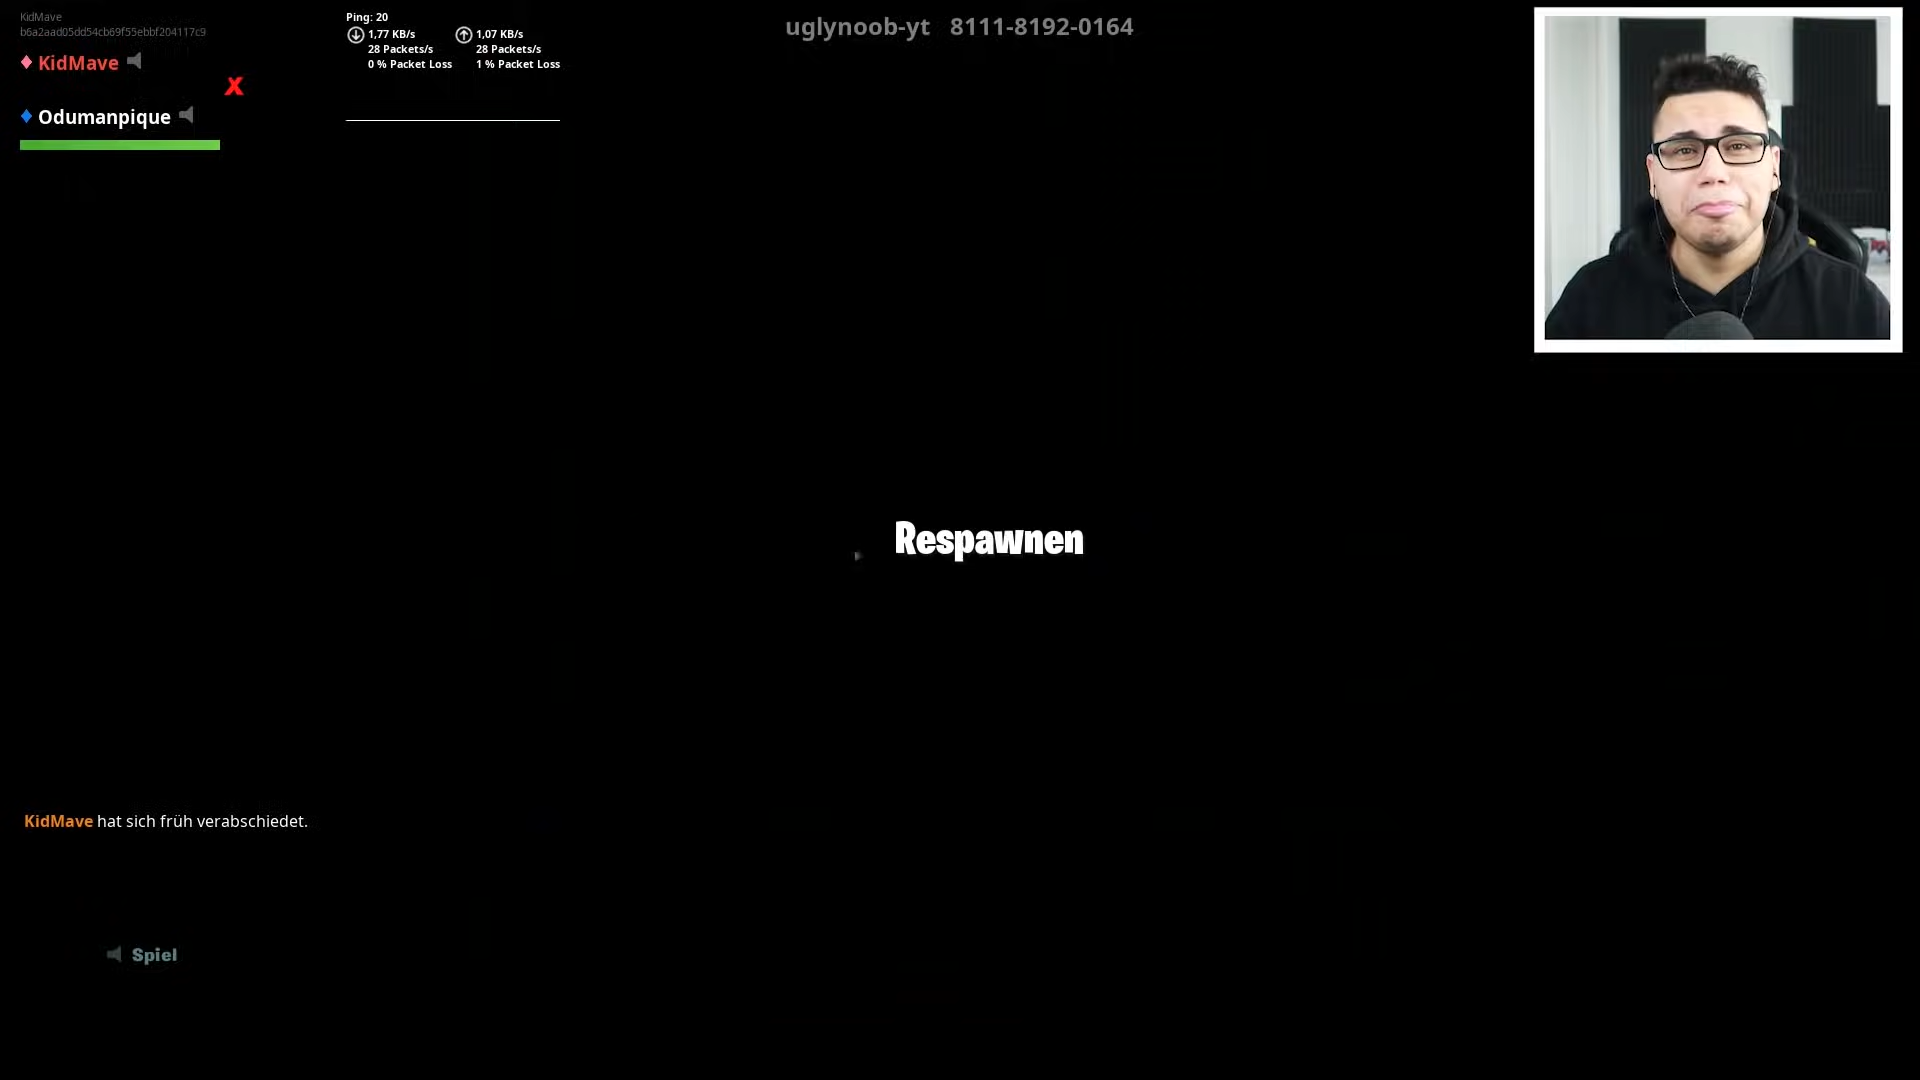 KidMave
b6a2aad05dd54cb69f55ebbf204117c9
KidMave
X
Odumanpique
Ping: 20
1,77 KB/s
28 Packets/s
0 % Packet Loss
1,07 KB/s
28 Packets/s
1 % Packet Loss
uglynoob-yt 8111-8192-0164
Respawnen
KidMave hat sich früh verabschiedet.
Spiel